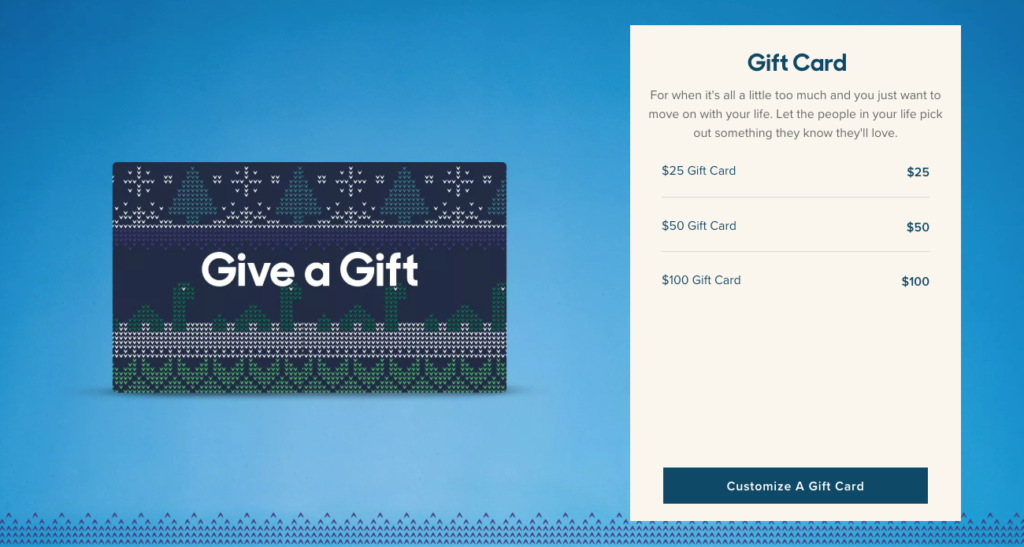 Give a Gift
Gift Card
For when it's all a little too much and you just want to
move on with your life. Let the people in your life pick
out something they know they'll love.
$25 Gift Card $25
$50 Gift Card $50
$100 Gift Card $100
Customize A Gift Card